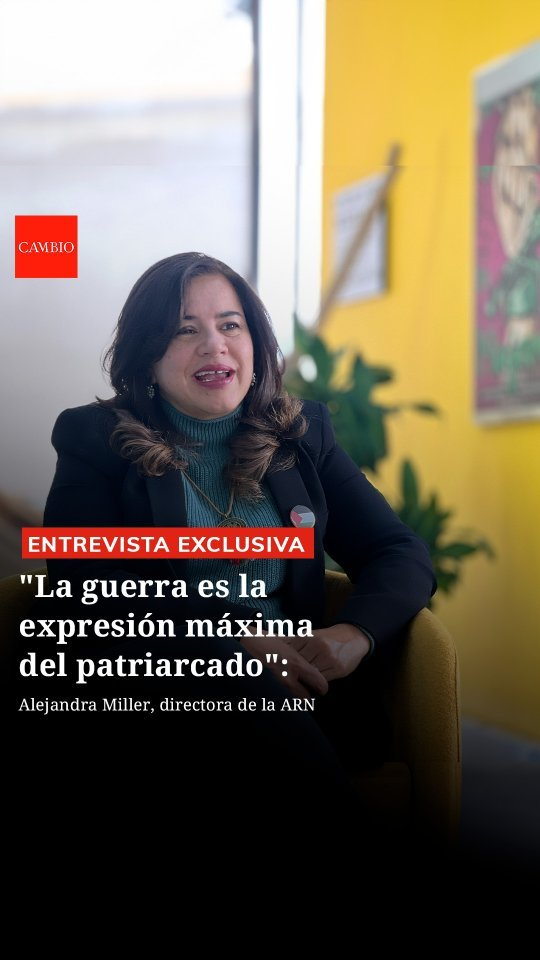 CAMBIO
ENTREVISTA EXCLUSIVA
"La guerra es la
expresión máxima
del patriarcado":
Alejandra Miller, directora de la ARN